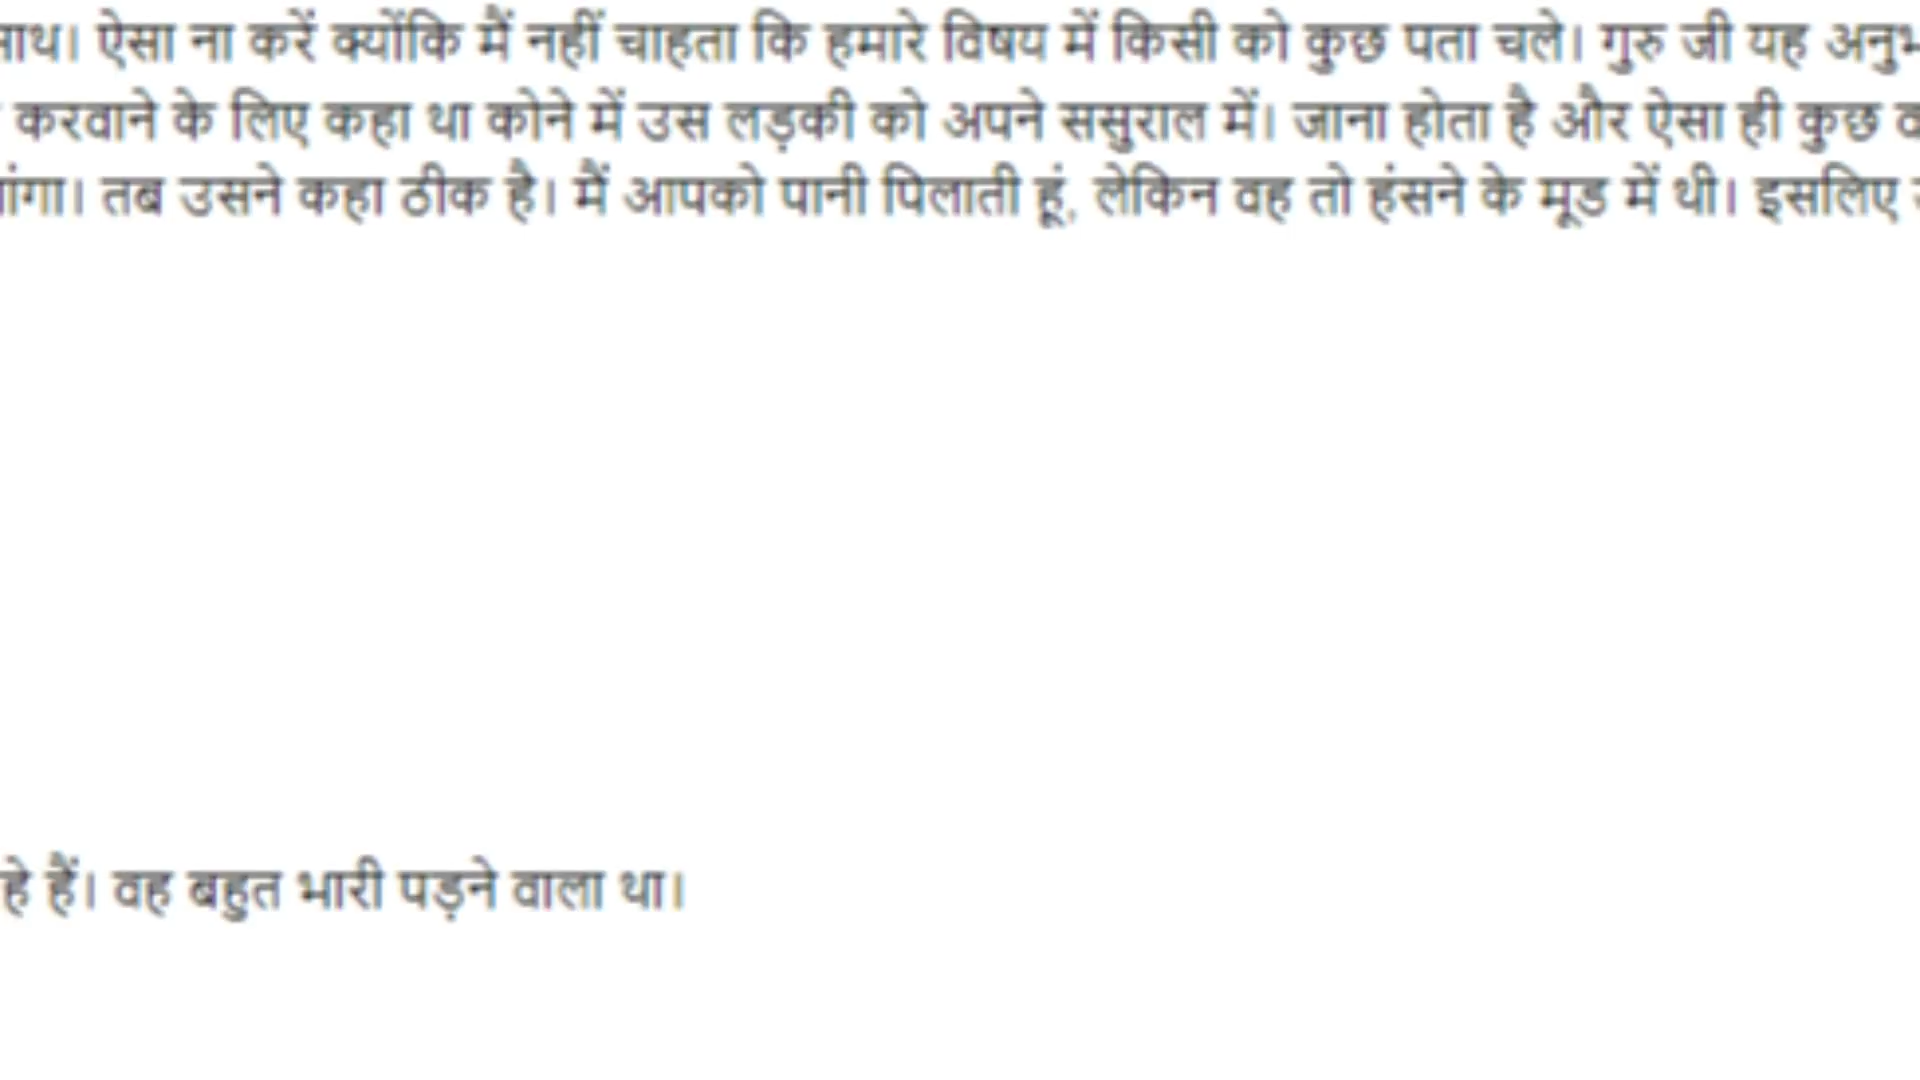 ऐसा ना करें क्योंकि मैं नहीं चाहता कि हमारे विषय में किसी को कुछ पता चले। गुरु जी यह
करवाने के लिए कहा था कोने में उस लड़की को अपने ससुराल में। जाना होता है और ऐसा ही कुछ
तब उसने कहा ठीक है। मैं आपको पानी पिलाती हूं, लेकिन वह तो हंसने के मूड में थी। इसलिए
हैं। वह बहुत भारी पड़ने वाला था।